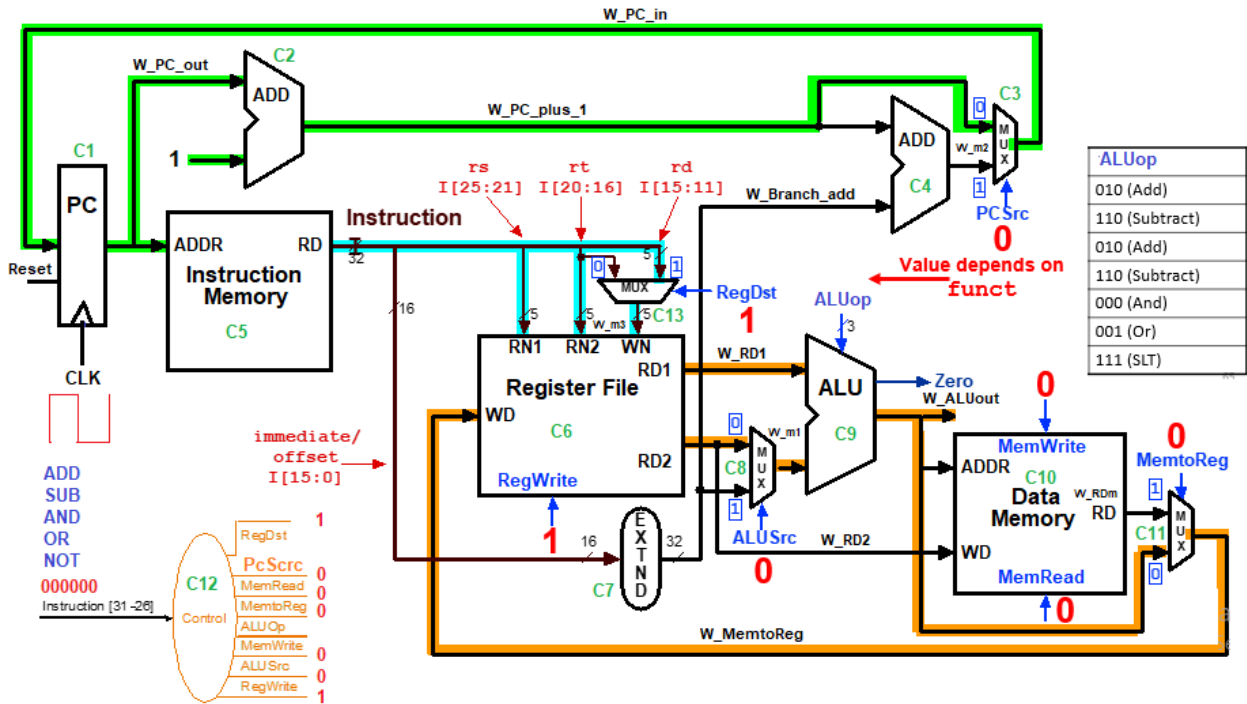 W_PC_in
C2
W_PC_out
ADD
W_PC_plus_1
C3
0
MUX
ADD
W_m2
C4
1
PCSrc
0
C1
PC
1
Reset
CLK
rs
I[25:21]
rt
I[20:16]
rd
I[15:11]
W_Branch_add
Instruction
ADDR
RD
32
Instruction
Memory
C5
16
5
0
1
MUX
C13
RegDst
1
5
5
W_m3
5
Value depends on
funct
ALUop
3
ALUop
010 (Add)
110 (Subtract)
010 (Add)
110 (Subtract)
000 (And)
001 (Or)
111 (SLT)
RN1
RN2
WN
RD1
Register File
WD
C6
RD2
RegWrite
1
W_RD1
ALU
C9
Zero
W_ALUout
0
W_m1
C8
MUX
1
ALUSrc
0
W_RD2
0
MemWrite
ADDR
C10
Data
Memory
W_RDm
RD
WD
MemRead
0
0
MemtoReg
1
C11
MUX
0
immediate/
offset
I[15:0]
16
EXTND
32
C7
W_MemtoReg
ADD
SUB
AND
OR
NOT
000000
Instruction [31 -26]
C12
Control
RegDst
1
PcScrc
0
MemRead
0
MemtoReg
0
ALUOp
MemWrite
0
ALUSrc
0
RegWrite
1